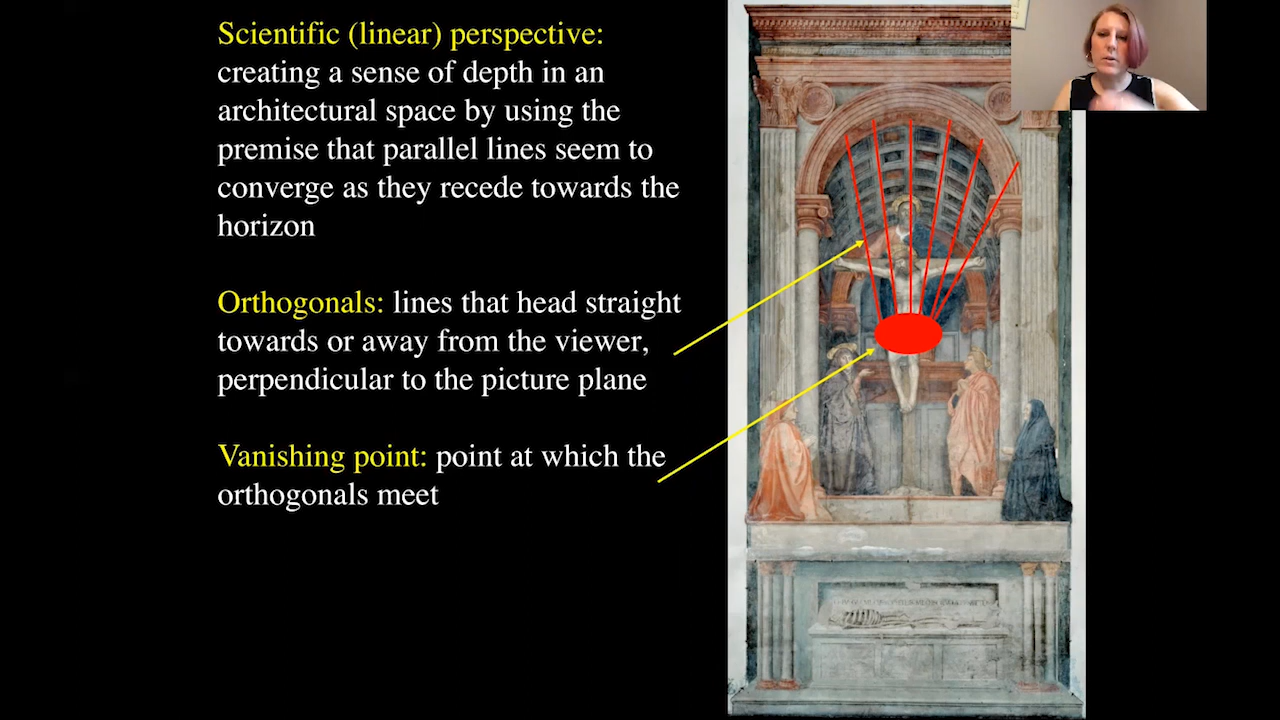 Scientific (linear) perspective:
creating a sense of depth in an
architectural space by using the
premise that parallel lines seem to
converge as they recede towards the
horizon
Orthogonals: lines that head straight
towards or away from the viewer,
perpendicular to the picture plane
Vanishing point: point at which the
orthogonals meet